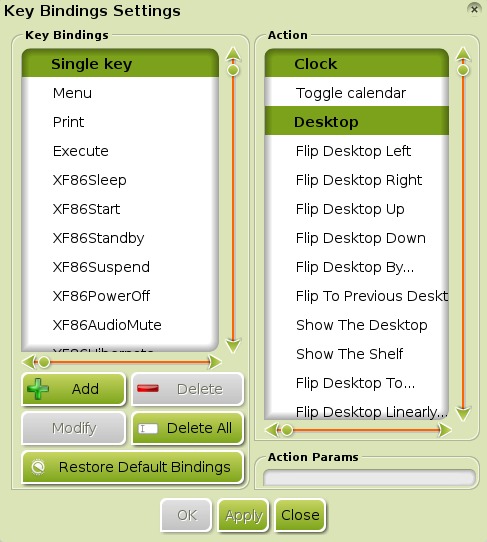 Key Bindings Settings
Key Bindings
Single key
Menu
Print
Execute
XF86Sleep
XF86Start
XF86Standby
XF86Suspend
XF86PowerOff
XF86AudioMute
XF86Hibernate
Add
Delete
Modify
Delete All
Restore Default Bindings
Action
Clock
Toggle calendar
Desktop
Flip Desktop Left
Flip Desktop Right
Flip Desktop Up
Flip Desktop Down
Flip Desktop By...
Flip To Previous Deskt
Show The Desktop
Show The Shelf
Flip Desktop To...
Flip Desktop Linearly...
Action Params
OK
Apply
Close